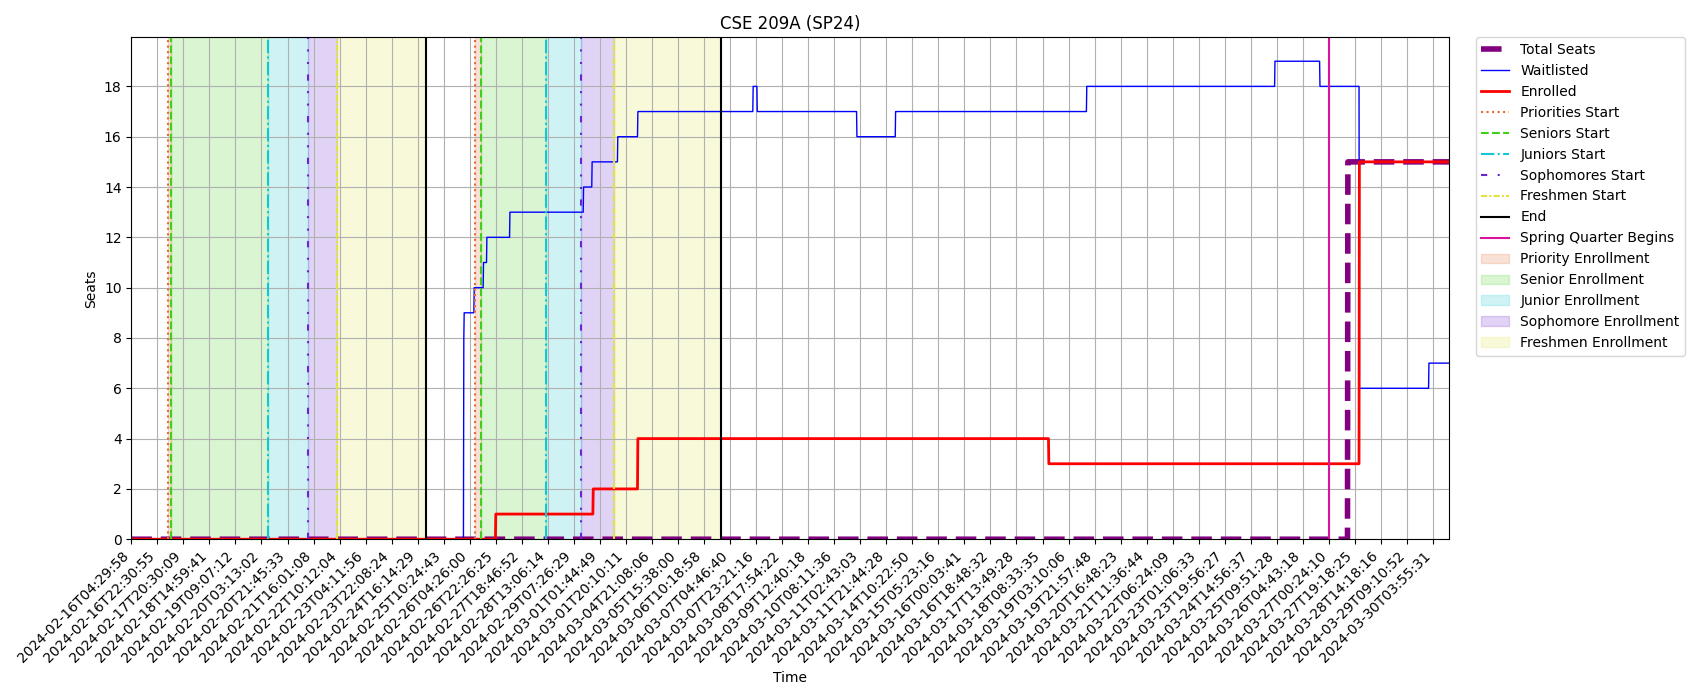 CSE 209A (SP24)
Seats
18
16
14
12
10
8
6
4
2
0
2024-02-16T04:29:58
2024-02-16T22:30:55
2024-02-17T20:30:09
2024-02-18T14:59:41
2024-02-19T09:07:12
2024-02-20T03:13:02
2024-02-20T21:45:33
2024-02-21T16:01:08
2024-02-22T10:12:04
2024-02-23T04:11:56
2024-02-23T22:08:24
2024-02-24T16:14:29
2024-02-25T10:24:43
2024-02-26T04:26:00
2024-02-26T22:26:25
2024-02-27T18:46:52
2024-02-28T13:06:14
2024-02-29T07:26:29
2024-03-01T01:44:49
2024-03-01T20:10:11
2024-03-04T21:08:06
2024-03-05T15:38:00
2024-03-06T10:18:58
2024-03-07T04:46:40
2024-03-07T23:21:16
2024-03-08T17:54:22
2024-03-09T12:40:18
2024-03-10T08:11:36
2024-03-11T02:43:03
2024-03-11T21:44:28
2024-03-14T10:22:50
2024-03-15T05:23:16
2024-03-16T00:03:41
2024-03-16T18:48:32
2024-03-17T13:49:28
2024-03-18T08:33:35
2024-03-19T03:10:06
2024-03-19T21:57:48
2024-03-20T16:48:23
2024-03-21T11:36:44
2024-03-22T06:24:09
2024-03-23T01:06:33
2024-03-23T19:56:27
2024-03-24T14:56:37
2024-03-25T09:51:28
2024-03-26T04:43:18
2024-03-27T00:24:10
2024-03-27T19:18:25
2024-03-28T14:18:16
2024-03-29T09:10:52
2024-03-30T03:55:31
Time
Total Seats
Waitlisted
Enrolled
Priorities Start
Seniors Start
Juniors Start
Sophomores Start
Freshmen Start
End
Spring Quarter Begins
Priority Enrollment
Senior Enrollment
Junior Enrollment
Sophomore Enrollment
Freshmen Enrollment